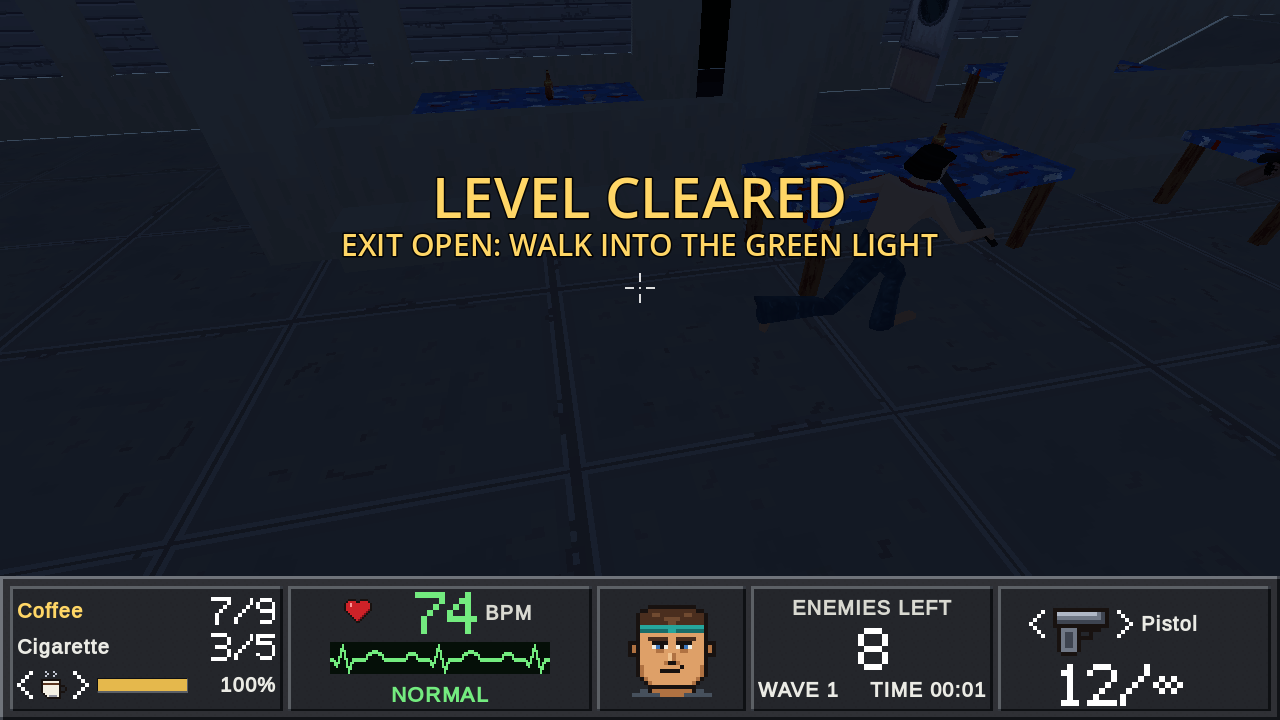 LEVEL CLEARED
EXIT OPEN: WALK INTO THE GREEN LIGHT
Coffee 7/9
Cigarette 3/5
100%
74 BPM
NORMAL
ENEMIES LEFT
8
WAVE 1 TIME 00:01
Pistol
12/∞